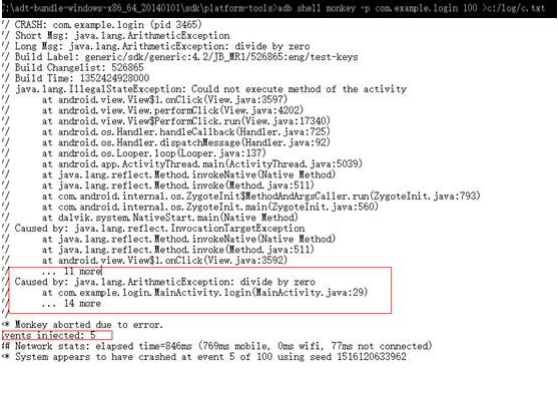 C:\adt-bundle-windows-x86_64_20140101\sdk\platform-tools>adb shell monkey -p com.example.login 100 >c:/log/c.txt
// CRASH: com.example.login (pid 3465)
// Short Msg: java.lang.ArithmeticException
// Long Msg: java.lang.ArithmeticException: divide by zero
// Build Label: generic/sdk/generic:4.2/JB_MR1/526865:eng/test-keys
// Build Changelist: 526865
// Build Time: 1352424928000
// java.lang.IllegalStateException: Could not execute method of the activity
// at android.view.View$1.onClick(View.java:3597)
// at android.view.View.performClick(View.java:4202)
// at android.view.View$PerformClick.run(View.java:17340)
// at android.os.Handler.handleCallback(Handler.java:725)
// at android.os.Handler.dispatchMessage(Handler.java:92)
// at android.os.Looper.loop(Looper.java:137)
// at android.app.ActivityThread.main(ActivityThread.java:5039)
// at java.lang.reflect.Method.invokeNative(Native Method)
// at java.lang.reflect.Method.invoke(Method.java:511)
// at com.android.internal.os.ZygoteInit$MethodAndArgsCaller.run(ZygoteInit.java:793)
// at com.android.internal.os.ZygoteInit.main(ZygoteInit.java:560)
// at dalvik.system.NativeStart.main(Native Method)
// Caused by: java.lang.reflect.InvocationTargetException
// at java.lang.reflect.Method.invokeNative(Native Method)
// at java.lang.reflect.Method.invoke(Method.java:511)
// at android.view.View$1.onClick(View.java:3592)
// ... 11 more
// Caused by: java.lang.ArithmeticException: divide by zero
// at com.example.login.MainActivity.login(MainActivity.java:29)
// ... 14 more
//
** Monkey aborted due to error.
vents injected: 5
## Network stats: elapsed time=846ms (769ms mobile, 0ms wifi, 77ms not connected)
** System appears to have crashed at event 5 of 100 using seed 1516120633962